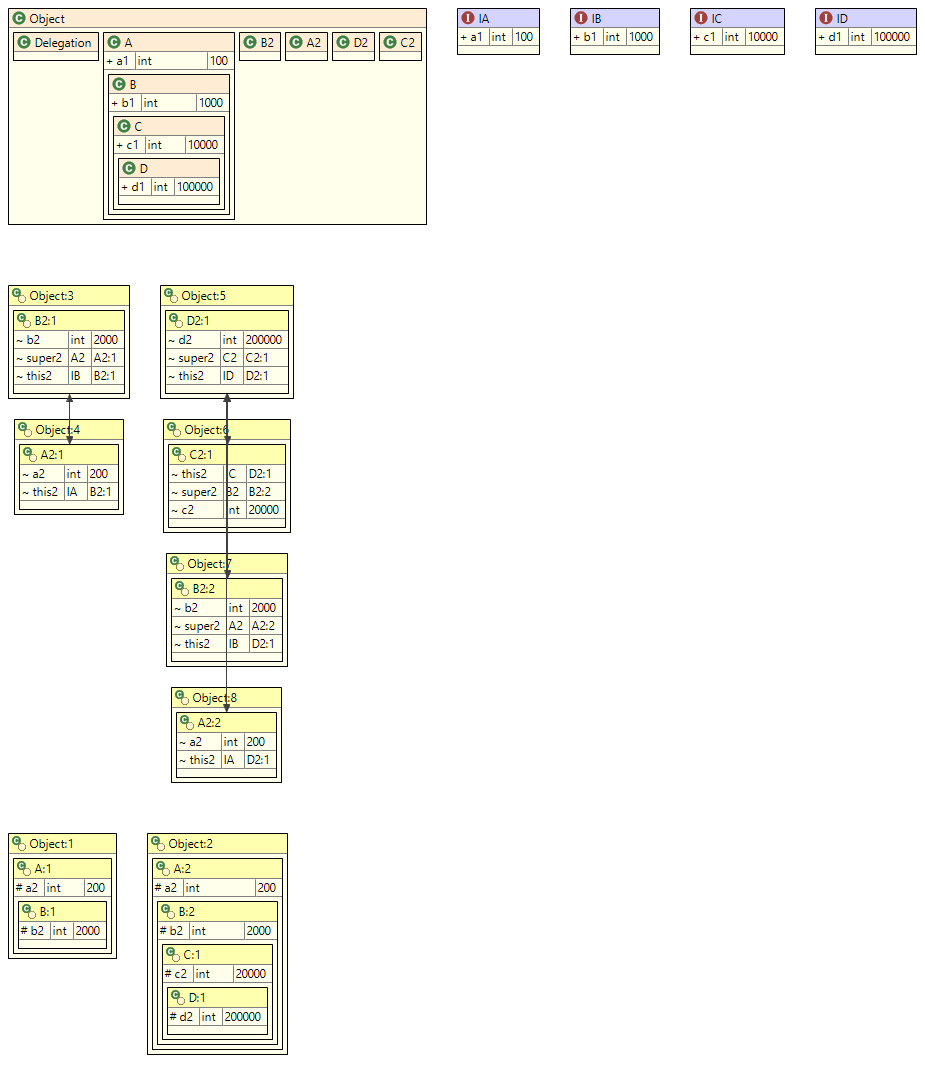 Object
Delegation A B2 A2 D2 C2
+ a1 int 100
B
+ b1 int 1000
C
+ c1 int 10000
D
+ d1 int 100000
IA
+ a1 int 100
IB
+ b1 int 1000
IC
+ c1 int 10000
ID
+ d1 int 100000
Object:3
B2:1
~ b2 int 2000
~ super2 A2 A2:1
~ this2 IB B2:1
Object:4
A2:1
~ a2 int 200
~ this2 IA B2:1
Object:5
D2:1
~ d2 int 200000
~ super2 C2 C2:1
~ this2 ID D2:1
Object:6
C2:1
~ this2 IC D2:1
~ super2 B2 B2:2
~ c2 int 20000
Object:7
B2:2
~ b2 int 2000
~ super2 A2 A2:2
~ this2 IB D2:1
Object:8
A2:2
~ a2 int 200
~ this2 IA D2:1
Object:1
A:1
# a2 int 200
B:1
# b2 int 2000
Object:2
A:2
# a2 int 200
B:2
# b2 int 2000
C:1
# c2 int 20000
D:1
# d2 int 200000